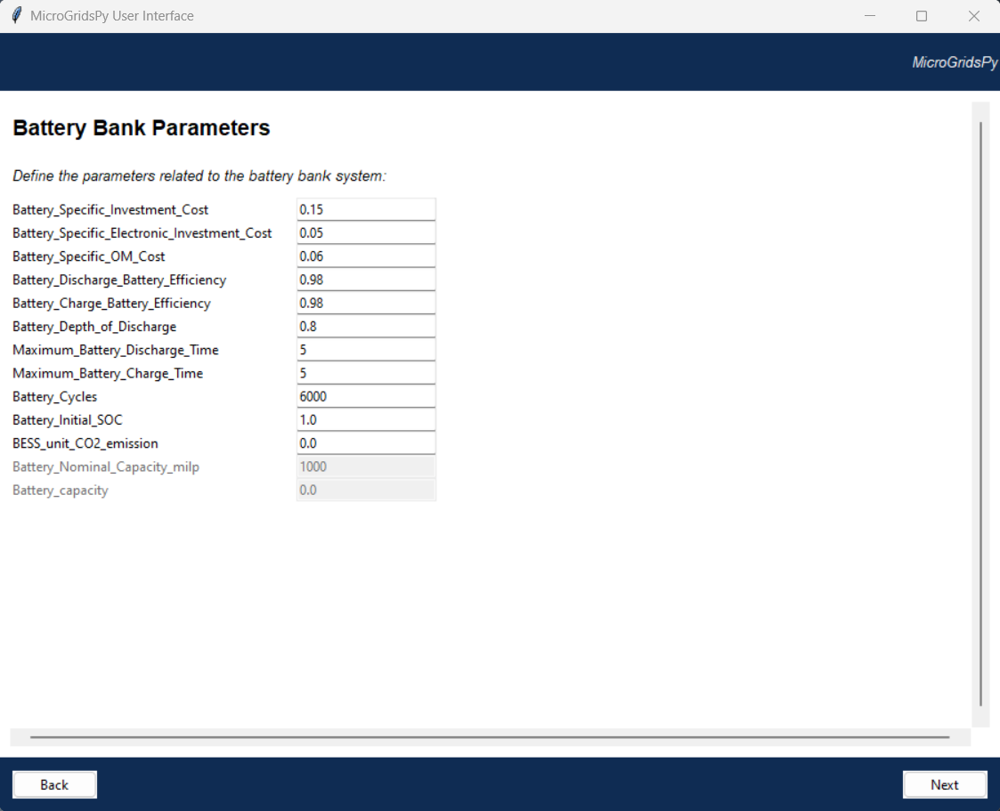 MicroGridsPy User Interface
MicroGridsPy
Battery Bank Parameters
Define the parameters related to the battery bank system:
Battery_Specific_Investment_Cost 0.15
Battery_Specific_Electronic_Investment_Cost 0.05
Battery_Specific_OM_Cost 0.06
Battery_Discharge_Battery_Efficiency 0.98
Battery_Charge_Battery_Efficiency 0.98
Battery_Depth_of_Discharge 0.8
Maximum_Battery_Discharge_Time 5
Maximum_Battery_Charge_Time 5
Battery_Cycles 6000
Battery_Initial_SOC 1.0
BESS_unit_CO2_emission 0.0
Battery_Nominal_Capacity_milp 1000
Battery_capacity 0.0
Back Next